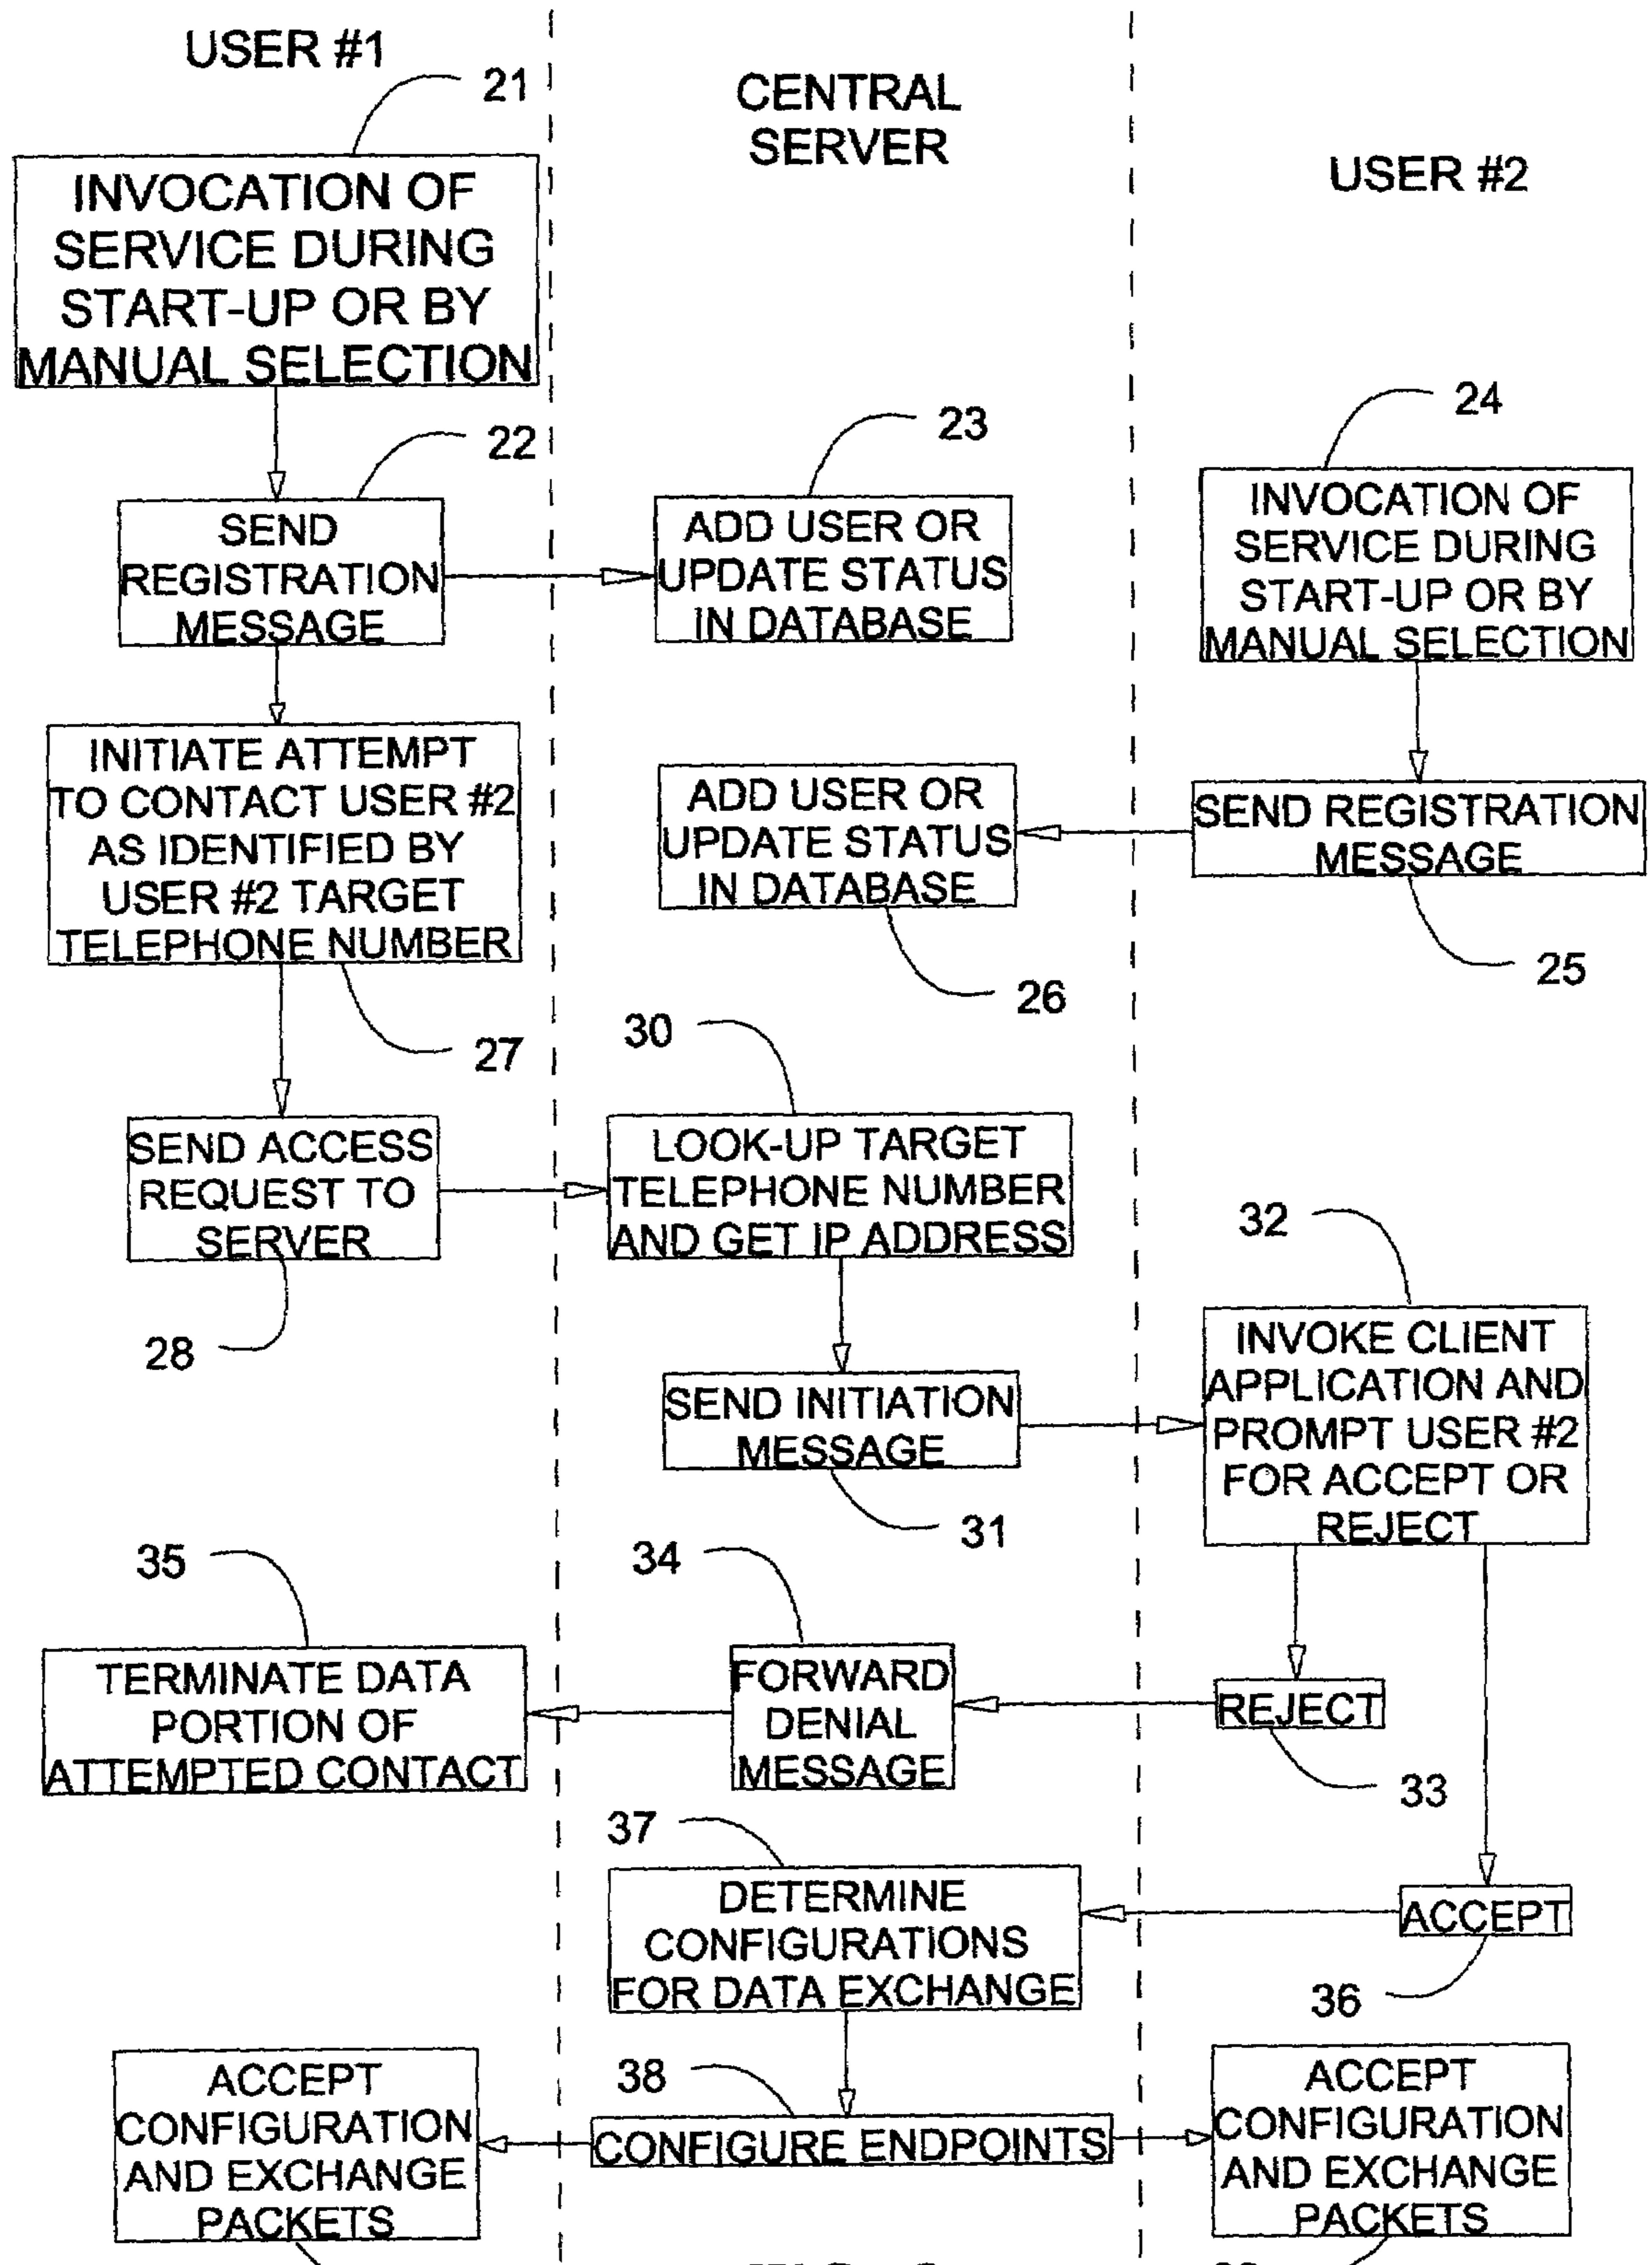 USER #1
CENTRAL
SERVER
USER #2
21
INVOCATION OF
SERVICE DURING
START-UP OR BY
MANUAL SELECTION
22
SEND
REGISTRATION
MESSAGE
23
ADD USER OR
UPDATE STATUS
IN DATABASE
24
INVOCATION OF
SERVICE DURING
START-UP OR BY
MANUAL SELECTION
INITIATE ATTEMPT
TO CONTACT USER #2
AS IDENTIFIED BY
USER #2 TARGET
TELEPHONE NUMBER
27
ADD USER OR
UPDATE STATUS
IN DATABASE
26
SEND REGISTRATION
MESSAGE
25
SEND ACCESS
REQUEST TO
SERVER
28
30
LOOK-UP TARGET
TELEPHONE NUMBER
AND GET IP ADDRESS
SEND INITIATION
MESSAGE
31
32
INVOKE CLIENT
APPLICATION AND
PROMPT USER #2
FOR ACCEPT OR
REJECT
35
TERMINATE DATA
PORTION OF
ATTEMPTED CONTACT
34
FORWARD
DENIAL
MESSAGE
REJECT
33
37
DETERMINE
CONFIGURATIONS
FOR DATA EXCHANGE
ACCEPT
36
ACCEPT
CONFIGURATION
AND EXCHANGE
PACKETS
38
CONFIGURE ENDPOINTS
ACCEPT
CONFIGURATION
AND EXCHANGE
PACKETS